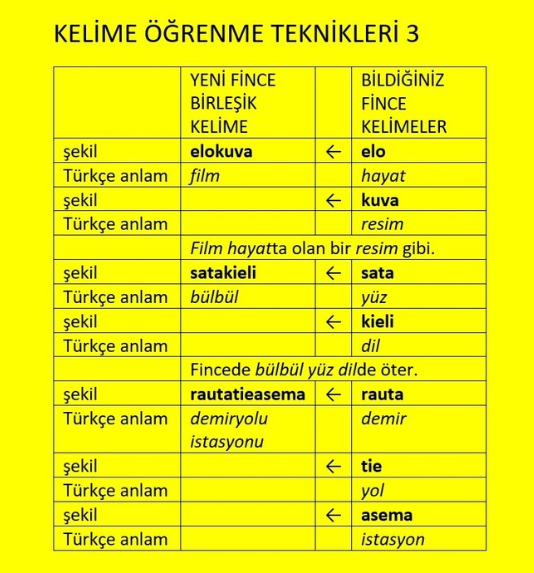 KELİME ÖĞRENME TEKNİKLERİ 3
YENİ FİNCE BİLDİĞİNİZ
BİRLEŞİK FİNCE
KELİME KELİMELER
şekil elokuva ← elo
Türkçe anlam film hayat
şekil ← kuva
Türkçe anlam resim
Film hayatta olan bir resim gibi.
şekil satakieli ← sata
Türkçe anlam bülbül yüz
şekil ← kieli
Türkçe anlam dil
Fincede bülbül yüz dilde öter.
şekil rautatieasema ← rauta
Türkçe anlam demiryolu demir
istasyonu
şekil ← tie
Türkçe anlam yol
şekil ← asema
Türkçe anlam istasyon